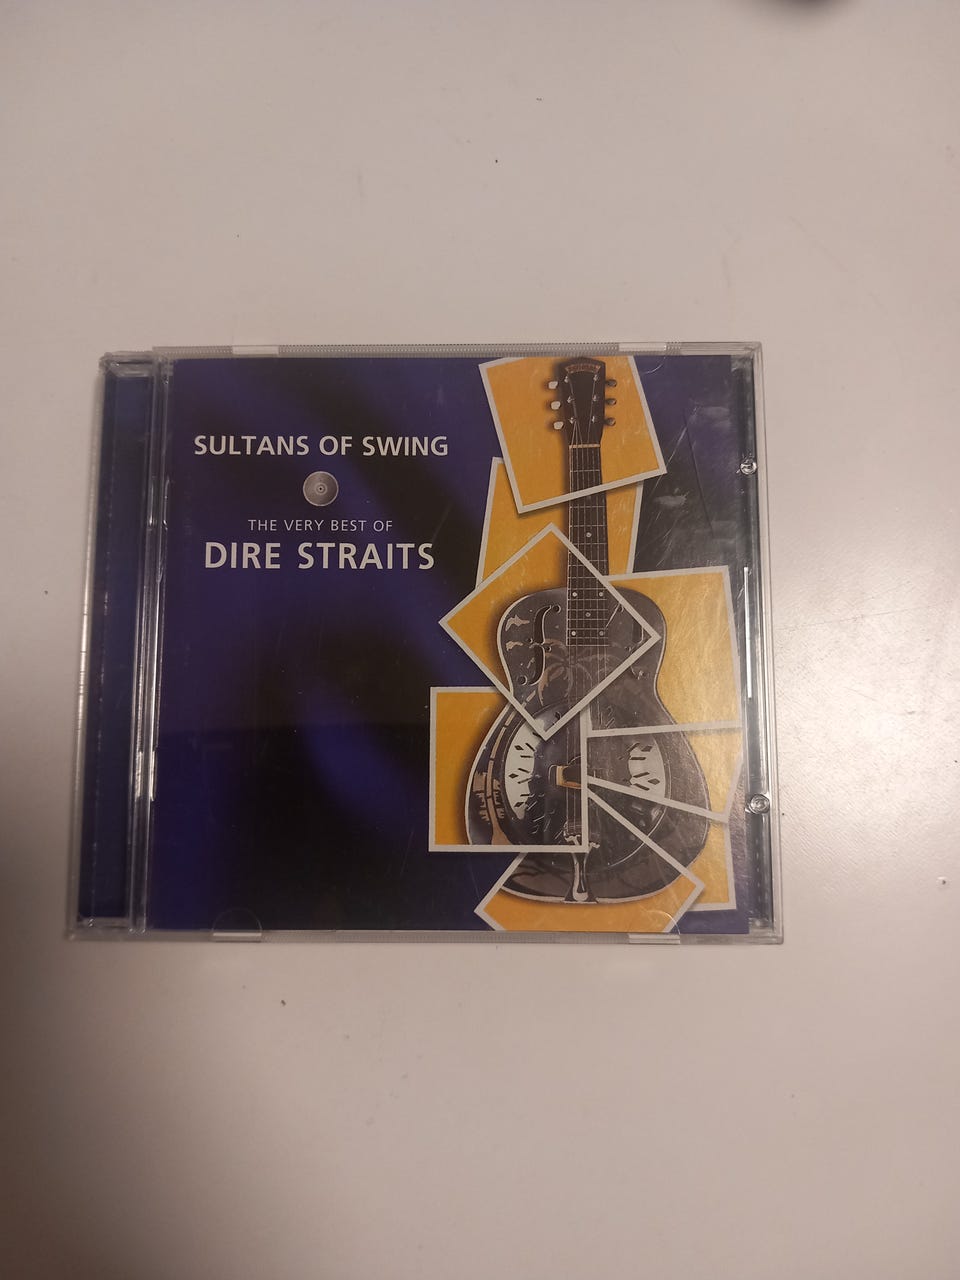 SULTANS OF SWING
THE VERY BEST OF
DIRE STRAITS